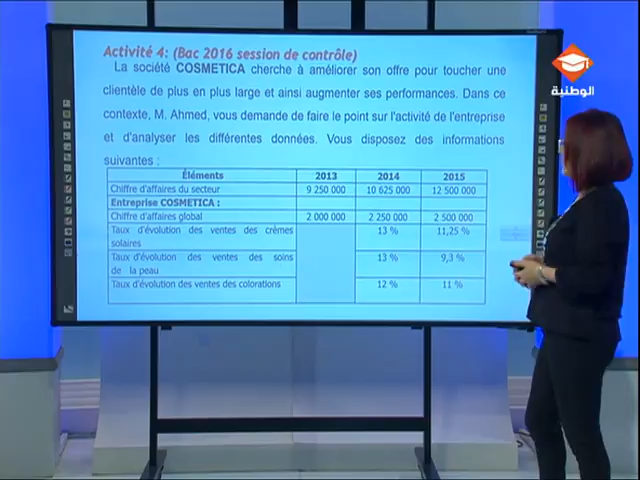 Activité 4: (Bac 2016 session de contrôle)
La société COSMETICA cherche à améliorer son offre pour toucher une
clientèle de plus en plus large et ainsi augmenter ses performances. Dans ce
contexte, M. Ahmed, vous demande de faire le point sur l'activité de l'entreprise
et d'analyser les différentes données. Vous disposez des informations
suivantes :
Éléments 2013 2014 2015
Chiffre d'affaires du secteur 9 250 000 10 625 000 12 500 000
Entreprise COSMETICA :
Chiffre d'affaires global 2 000 000 2 250 000 2 500 000
Taux d'évolution des ventes des crèmes
solaires 13 % 11,25 %
Taux d'évolution des ventes des soins
de la peau 13 % 9,3 %
Taux d'évolution des ventes des colorations 12 % 11 %
الوطنية